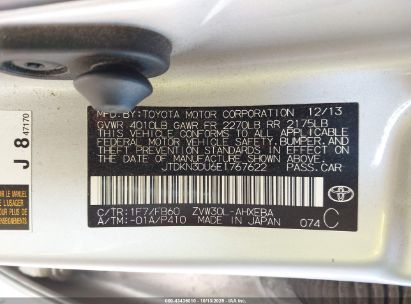 MFD.BY:TOYOTA MOTOR CORPORATION 12/13
GVWR 4010LB GAWR FR 2270LB RR 2175LB
THIS VEHICLE CONFORMS TO ALL APPLICABLE
FEDERAL MOTOR VEHICLE SAFETY,BUMPER,AND
THEFT PREVENTION STANDARDS IN EFFECT ON
THE DATE OF MANUFACTURE SHOWN ABOVE.
JTDKN3DU6E1767622 PASS.CAR
C/TR:1F7/FB60 ZVW30L-AHXEBA
A/TM:-01A/P410 MADE IN JAPAN 074 C
J 8 47170